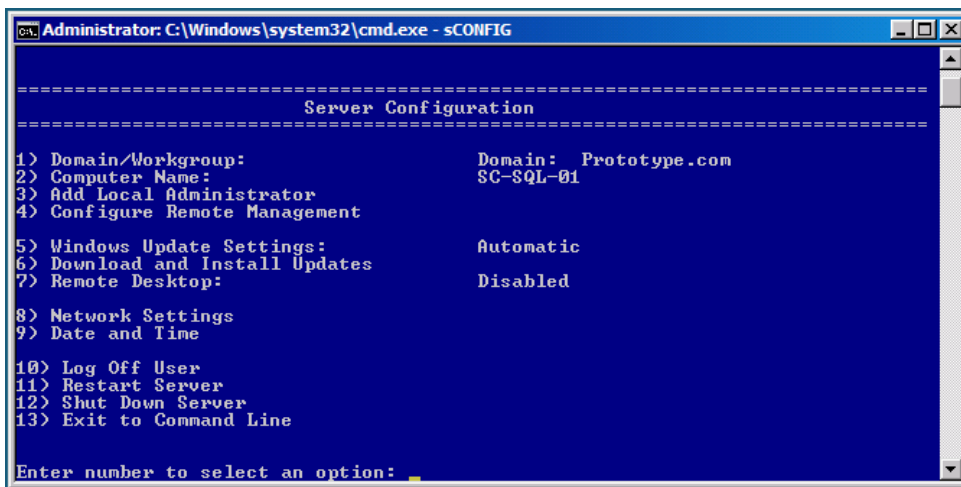 Administrator: C:\Windows\system32\cmd.exe - sCONFIG
===============================================================================
Server Configuration
===============================================================================
1) Domain/Workgroup: Domain: Prototype.com
2) Computer Name: SC-SQL-01
3) Add Local Administrator
4) Configure Remote Management
5) Windows Update Settings: Automatic
6) Download and Install Updates
7) Remote Desktop: Disabled
8) Network Settings
9) Date and Time
10) Log Off User
11) Restart Server
12) Shut Down Server
13) Exit to Command Line
Enter number to select an option: _